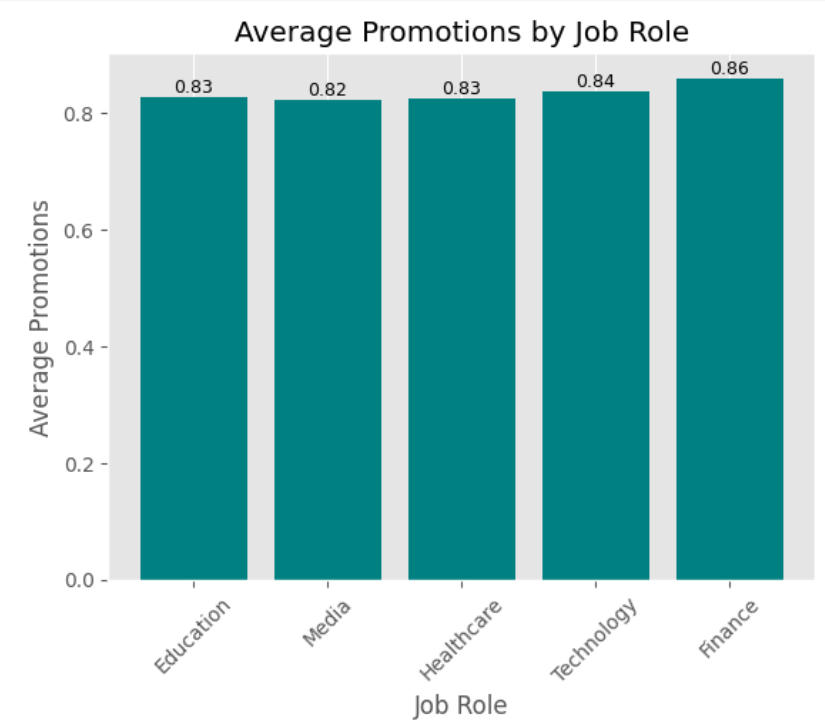 Average Promotions by Job Role
0.83
0.82
0.83
0.84
0.86
Average Promotions
0.8
0.6
0.4
0.2
0.0
Education
Media
Healthcare
Technology
Finance
Job Role